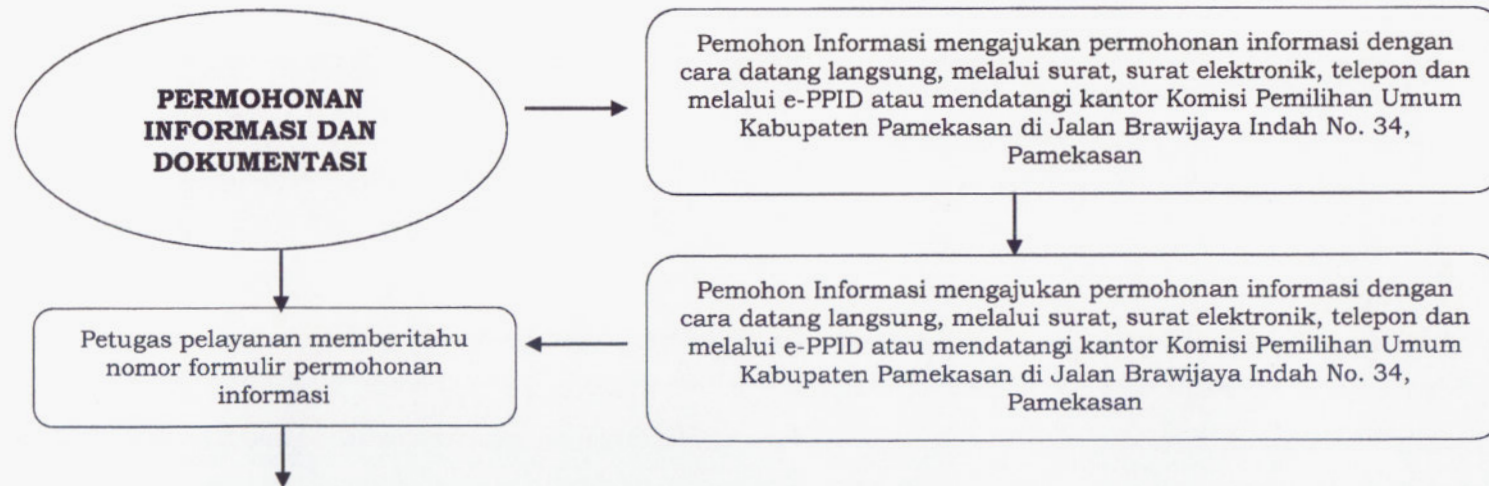 PERMOHONAN
INFORMASI DAN
DOKUMENTASI
Pemohon Informasi mengajukan permohonan informasi dengan
cara datang langsung, melalui surat, surat elektronik, telepon dan
melalui e-PPID atau mendatangi kantor Komisi Pemilihan Umum
Kabupaten Pamekasan di Jalan Brawijaya Indah No. 34,
Pamekasan
Pemohon Informasi mengajukan permohonan informasi dengan
cara datang langsung, melalui surat, surat elektronik, telepon dan
melalui e-PPID atau mendatangi kantor Komisi Pemilihan Umum
Kabupaten Pamekasan di Jalan Brawijaya Indah No. 34,
Pamekasan
Petugas pelayanan memberitahu
nomor formulir permohonan
informasi